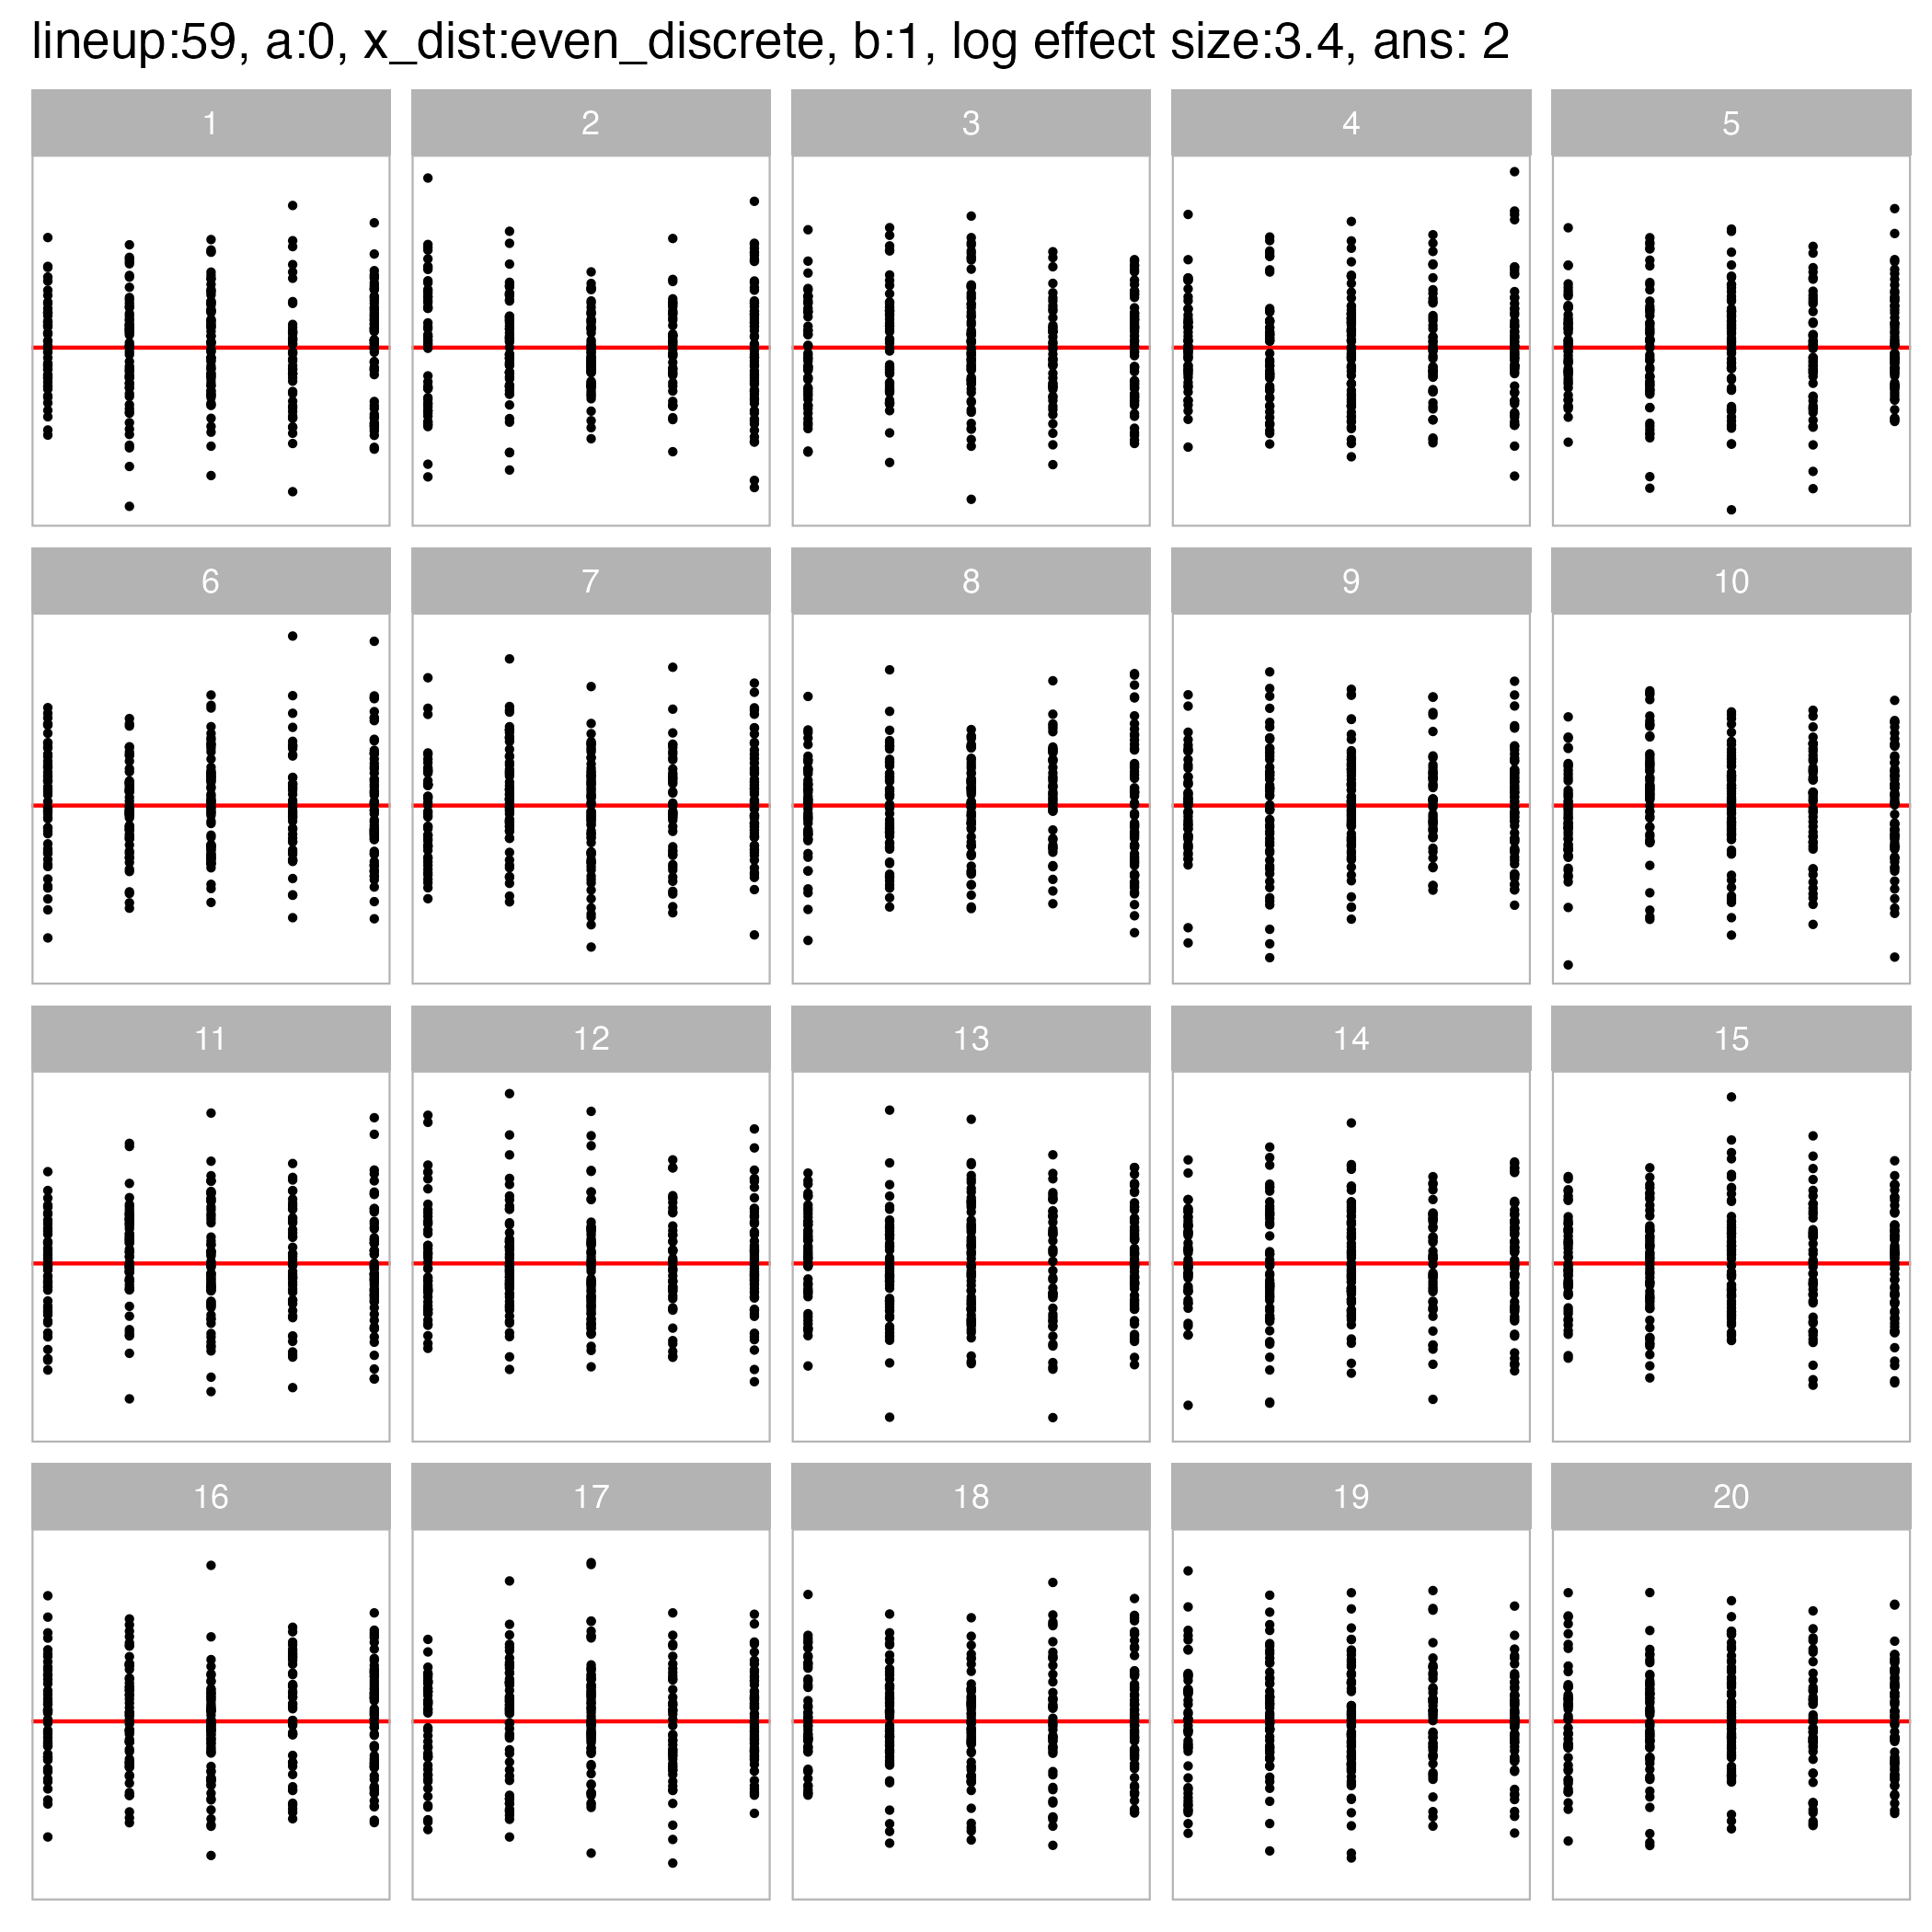 lineup:59, a:0, x_dist:even_discrete, b:1, log effect size:3.4, ans: 2
1 2 3 4 5
6 7 8 9 10
11 12 13 14 15
16 17 18 19 20